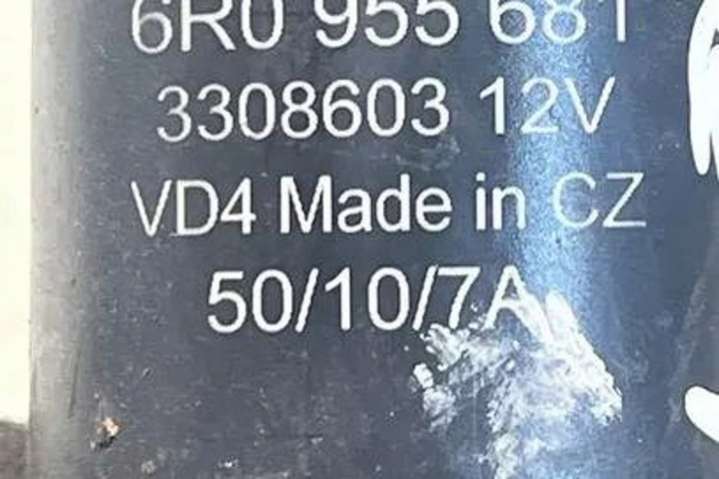 6R0 955 681
3308603 12V
VD4 Made in CZ
50/10/7A